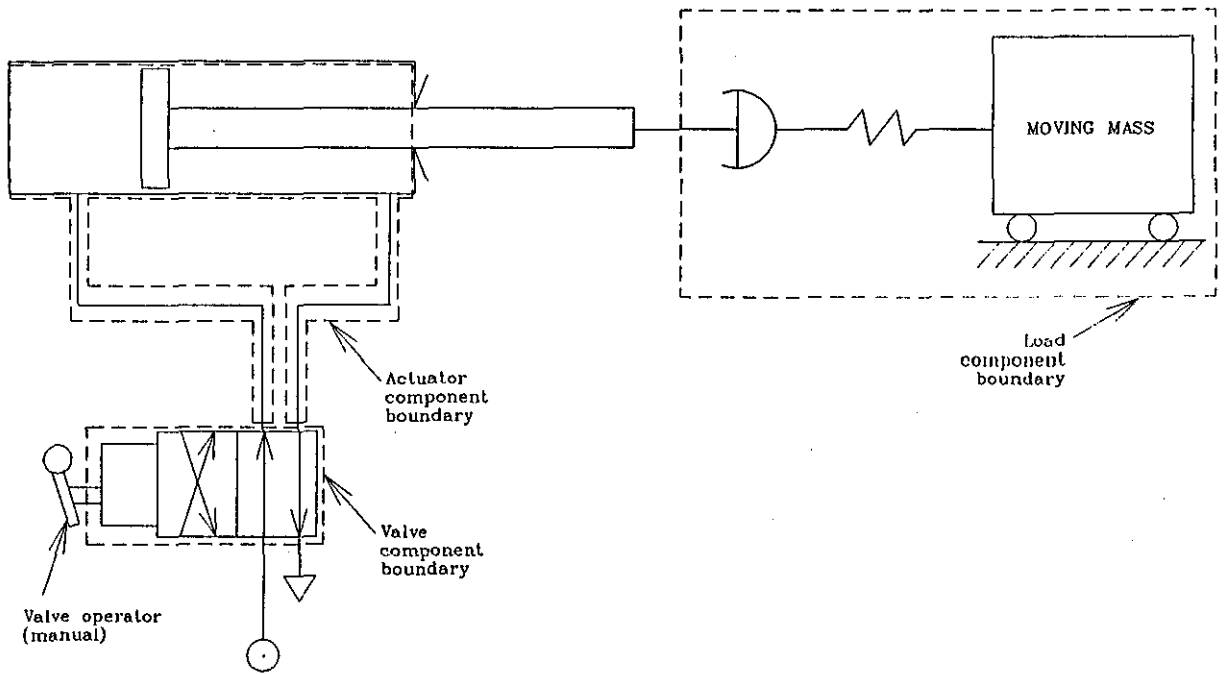 MOVING MASS
Load
component
boundary
Actuator
component
boundary
Valve
component
boundary
Valve operator
(manual)